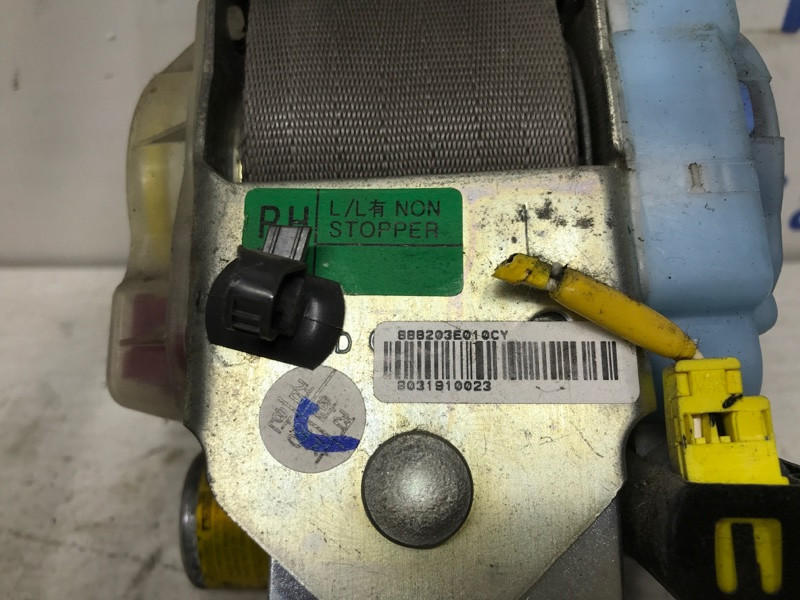 RH
L/L有 NON
STOPPER
D
888203E010CY
8031910023